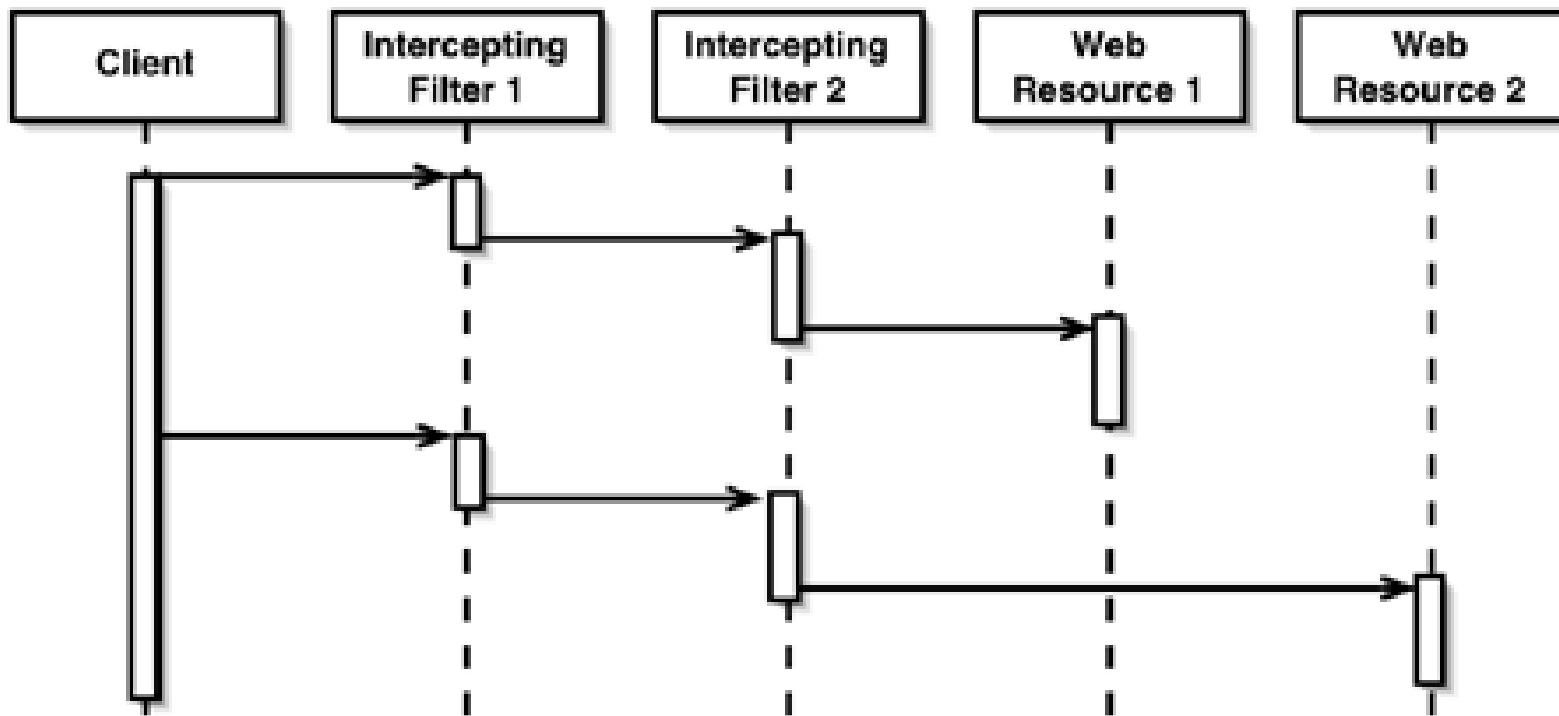 Client
Intercepting
Filter 1
Intercepting
Filter 2
Web
Resource 1
Web
Resource 2